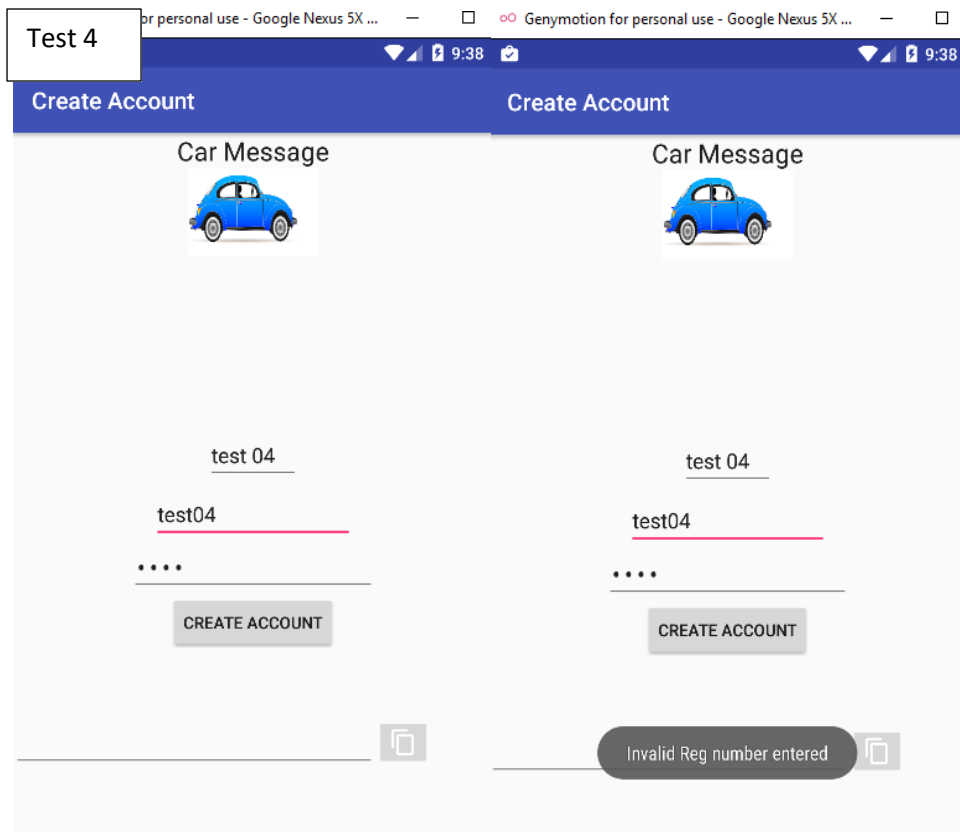 Test 4
or personal use - Google Nexus 5X ...
9:38
Create Account
Car Message
test 04
test04
••••
CREATE ACCOUNT
Genymotion for personal use - Google Nexus 5X ...
9:38
Create Account
Car Message
test 04
test04
••••
CREATE ACCOUNT
Invalid Reg number entered